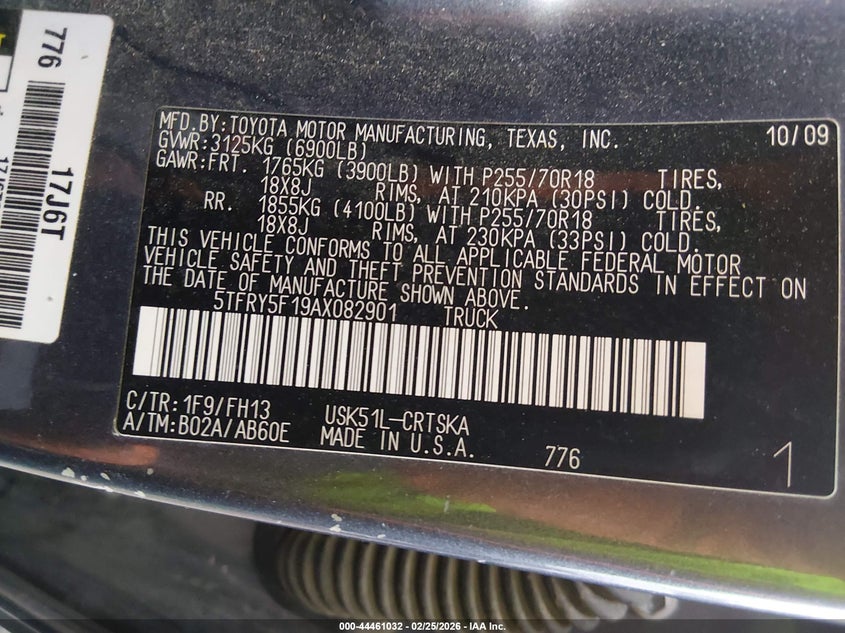 776
17J6T
MFD.BY:TOYOTA MOTOR MANUFACTURING, TEXAS, INC. 10/09
GVWR:3125KG (6900LB)
GAWR:FRT. 1765KG (3900LB) WITH P255/70R18 TIRES,
18X8J RIMS, AT 210KPA (30PSI) COLD.
RR. 1855KG (4100LB) WITH P255/70R18 TIRES,
18X8J RIMS, AT 230KPA (33PSI) COLD.
THIS VEHICLE CONFORMS TO ALL APPLICABLE FEDERAL MOTOR
VEHICLE SAFETY AND THEFT PREVENTION STANDARDS IN EFFECT ON
THE DATE OF MANUFACTURE SHOWN ABOVE.
5TFRY5F19AX082901 TRUCK
C/TR:1F9/FH13 USK51L-CRTSKA
A/TM:B02A/AB60E MADE IN U.S.A. 776
1
000-44461032 - 02/25/2026 - IAA Inc.